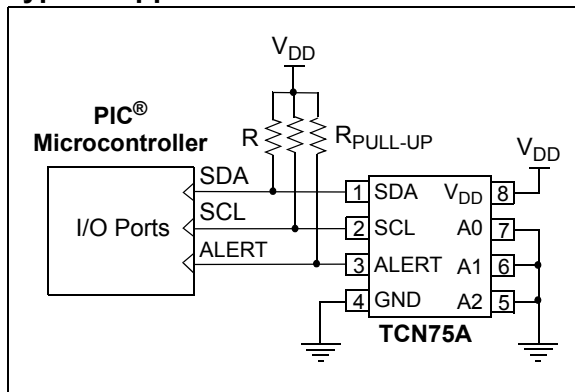 V_DD
PIC®
Microcontroller
R
R_PULL-UP
V_DD
SDA
1 SDA
V_DD 8
I/O Ports
SCL
2 SCL
A0 7
ALERT
3 ALERT
A1 6
4 GND
A2 5
TCN75A